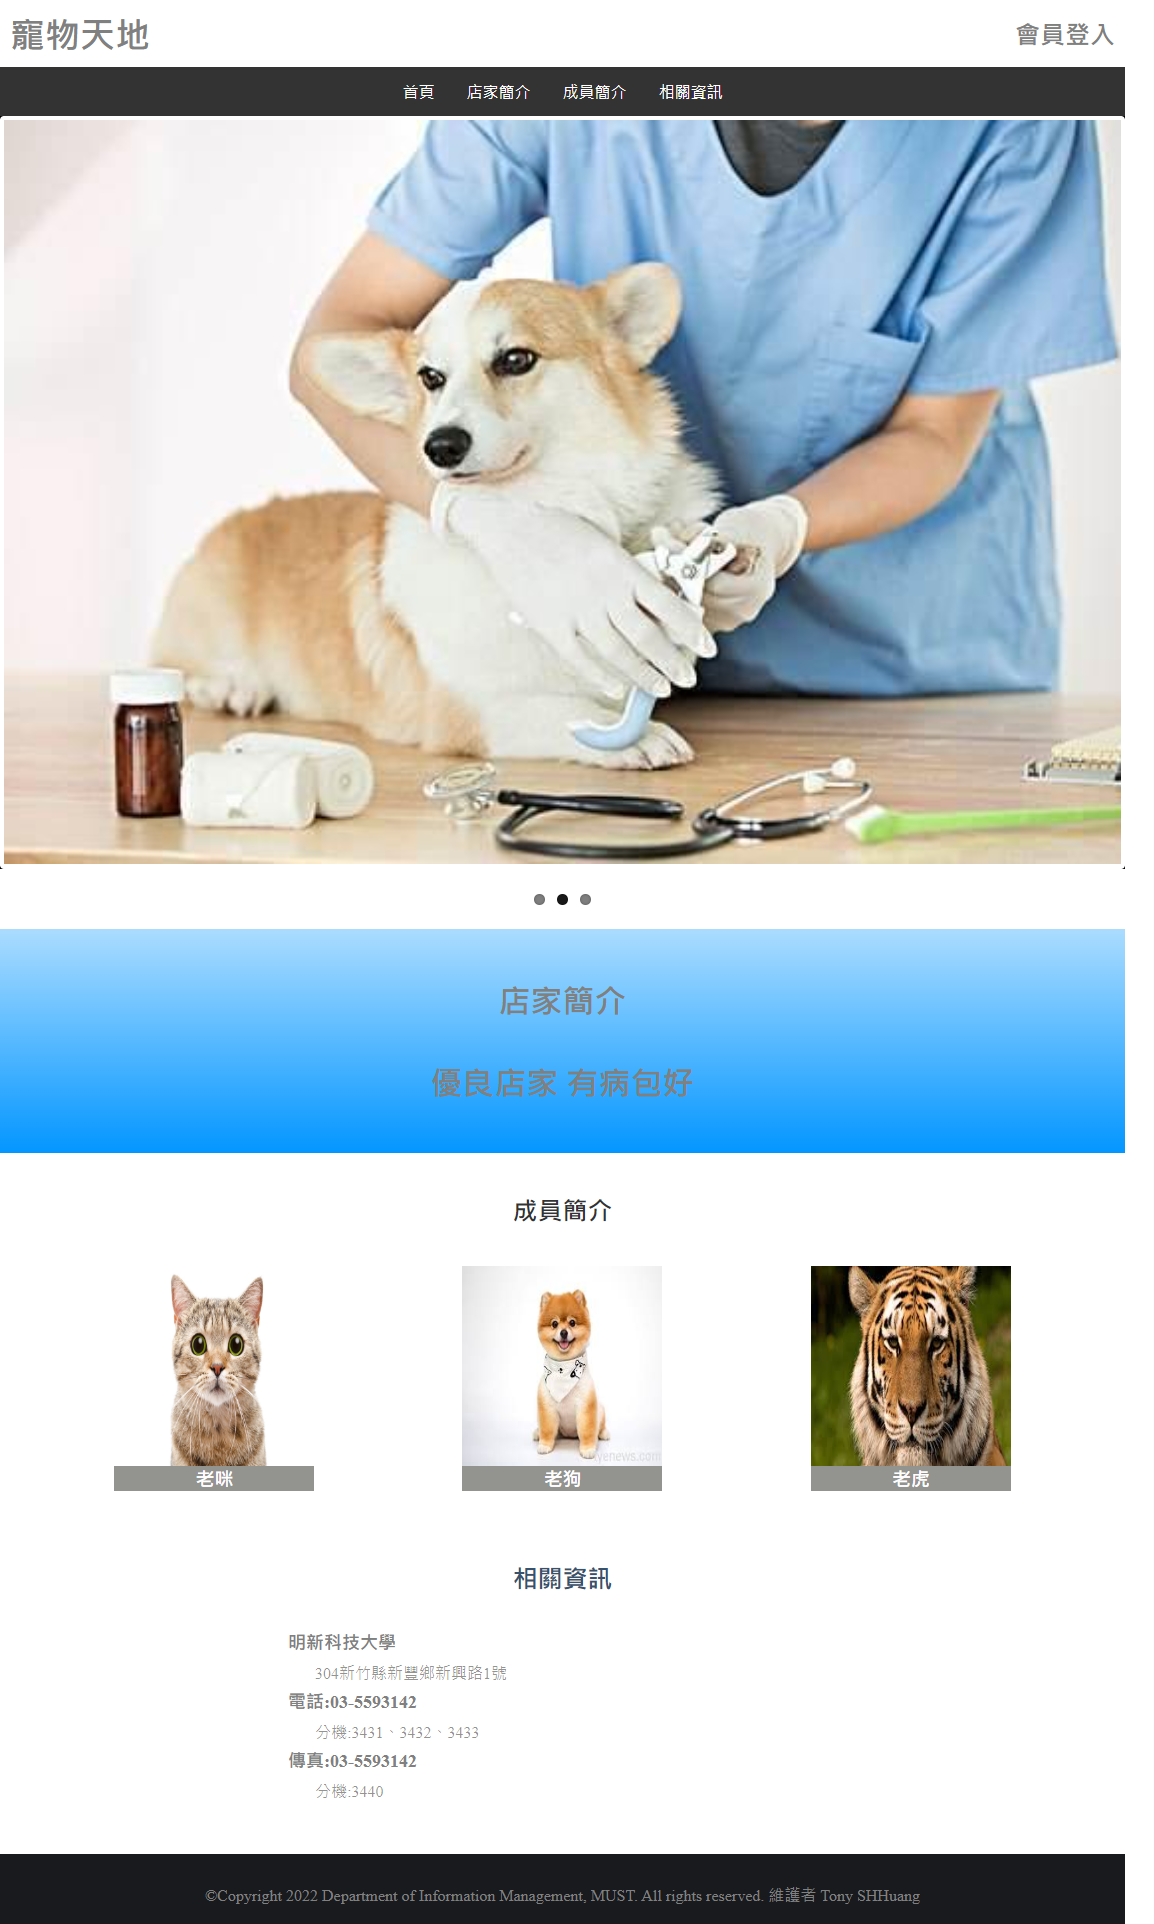 寵物天地
會員登入
首頁 店家簡介 成員簡介 相關資訊
店家簡介
優良店家 有病包好
成員簡介
老咪 老狗 老虎
相關資訊
明新科技大學
304新竹縣新豐鄉新興路1號
電話:03-5593142
分機:3431、3432、3433
傳真:03-5593142
分機:3440
©Copyright 2022 Department of Information Management, MUST. All rights reserved. 維護者 Tony SHHuang